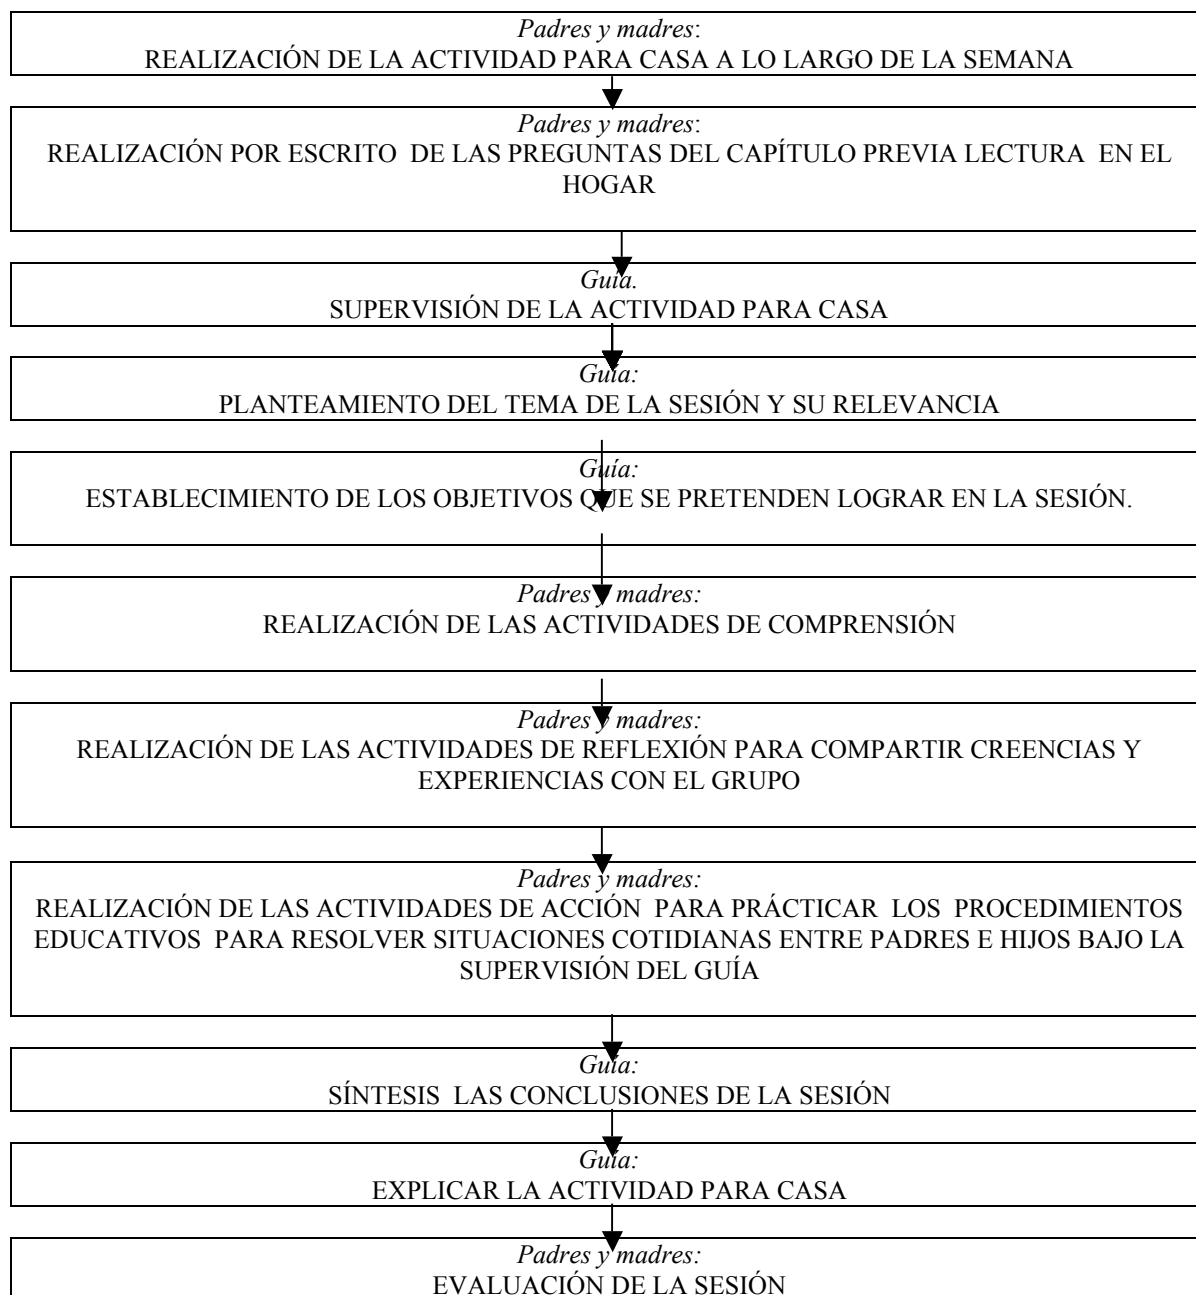 Padres y madres:
REALIZACIÓN DE LA ACTIVIDAD PARA CASA A LO LARGO DE LA SEMANA
Padres y madres:
REALIZACIÓN POR ESCRITO DE LAS PREGUNTAS DEL CAPÍTULO PREVIA LECTURA EN EL
HOGAR
Guía.
SUPERVISIÓN DE LA ACTIVIDAD PARA CASA
Guía:
PLANTEAMIENTO DEL TEMA DE LA SESIÓN Y SU RELEVANCIA
Guía:
ESTABLECIMIENTO DE LOS OBJETIVOS QUE SE PRETENDEN LOGRAR EN LA SESIÓN.
Padres y madres:
REALIZACIÓN DE LAS ACTIVIDADES DE COMPRENSIÓN
Padres y madres:
REALIZACIÓN DE LAS ACTIVIDADES DE REFLEXIÓN PARA COMPARTIR CREENCIAS Y
EXPERIENCIAS CON EL GRUPO
Padres y madres:
REALIZACIÓN DE LAS ACTIVIDADES DE ACCIÓN PARA PRÁCTICAR LOS PROCEDIMIENTOS
EDUCATIVOS PARA RESOLVER SITUACIONES COTIDIANAS ENTRE PADRES E HIJOS BAJO LA
SUPERVISIÓN DEL GUÍA
Guía:
SÍNTESIS LAS CONCLUSIONES DE LA SESIÓN
Guía:
EXPLICAR LA ACTIVIDAD PARA CASA
Padres y madres:
EVALUACIÓN DE LA SESIÓN